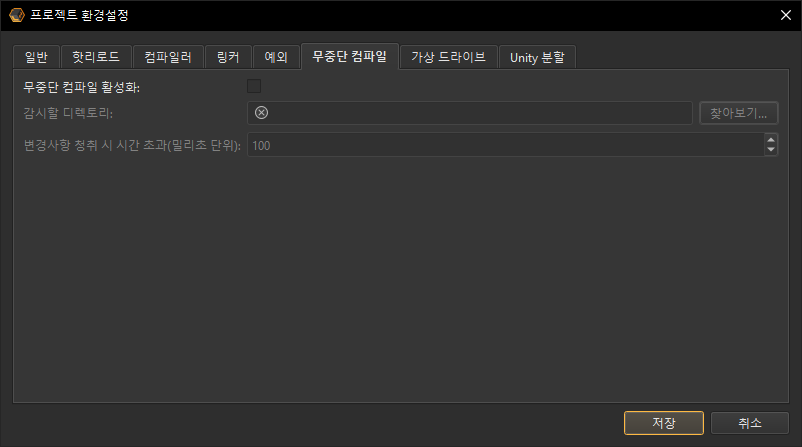 프로젝트 환경설정
일반 핫리로드 컴파일러 링커 예외 무중단 컴파일 가상 드라이브 Unity 분할
무중단 컴파일 활성화:
감시할 디렉토리: 찾아보기...
변경사항 청취 시 시간 초과(밀리초 단위): 100
저장 취소